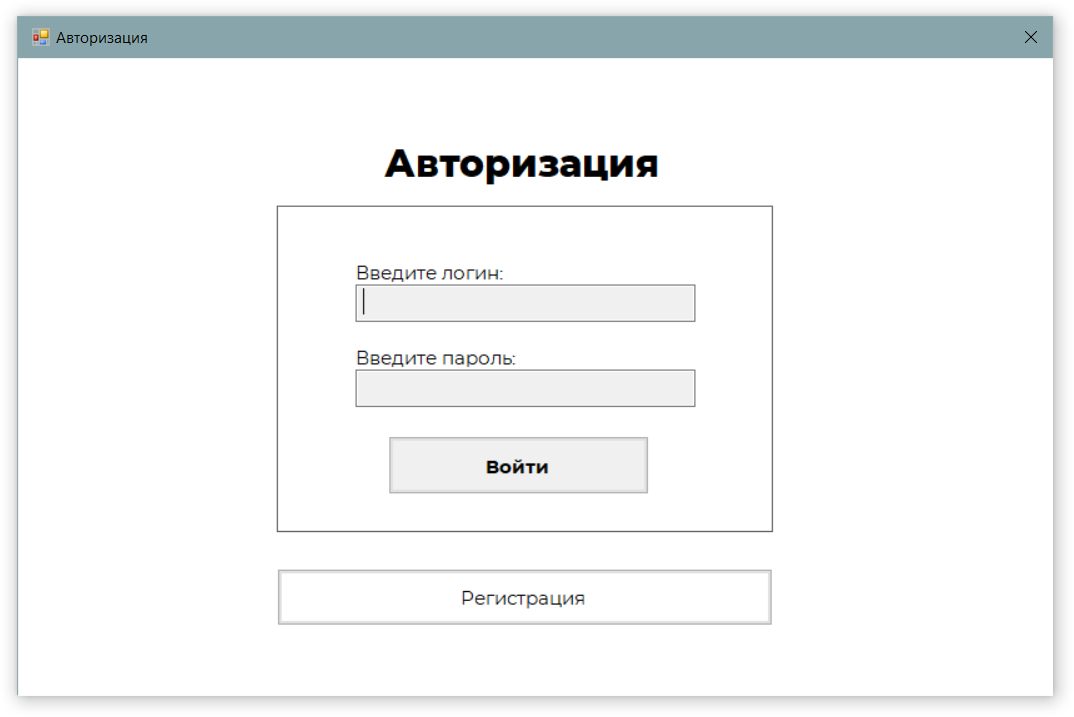 Авторизация
Авторизация
Введите логин:
Введите пароль:
Войти
Регистрация